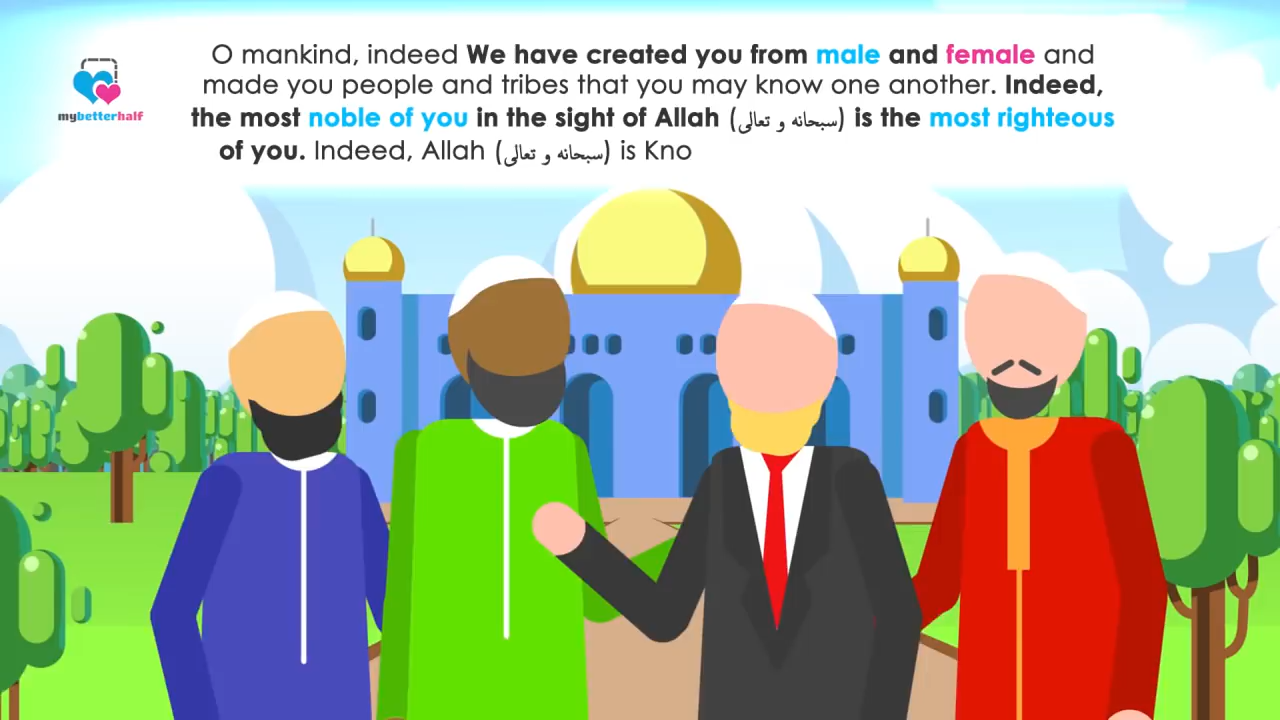 mybetterhalf
O mankind, indeed We have created you from male and female and
made you people and tribes that you may know one another. Indeed,
the most noble of you in the sight of Allah (سبحانه و تعالى) is the most righteous
of you. Indeed, Allah (سبحانه و تعالى) is Kno